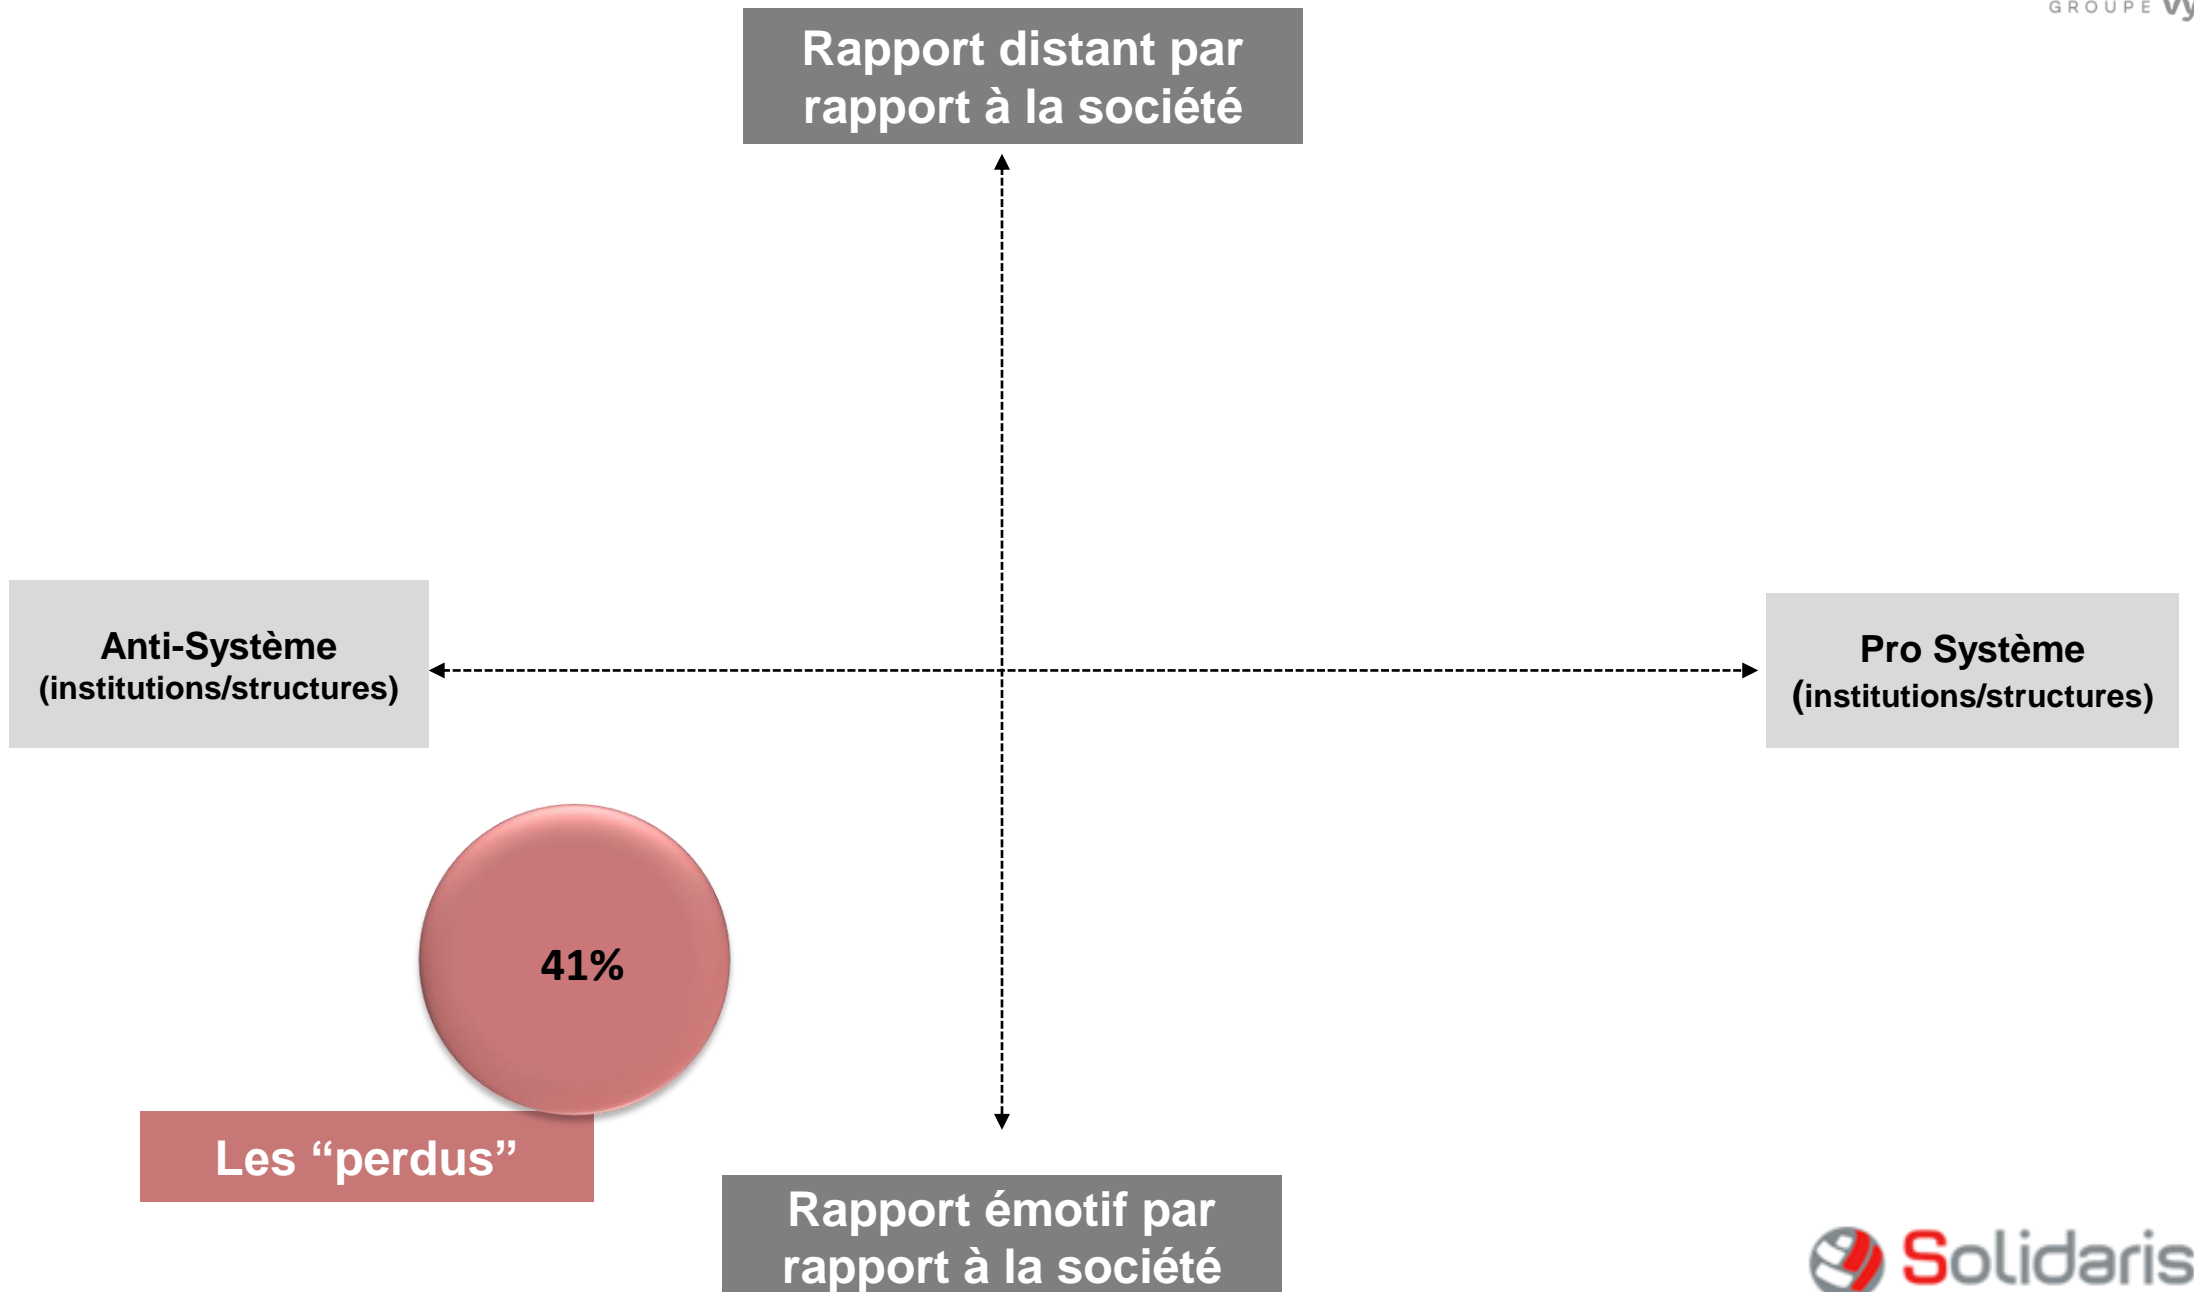 GROUPE
Rapport distant par
rapport à la société
Anti-Système
(institutions/structures)
Pro Système
(institutions/structures)
41%
Les “perdus”
Rapport émotif par
rapport à la société
Solidaris